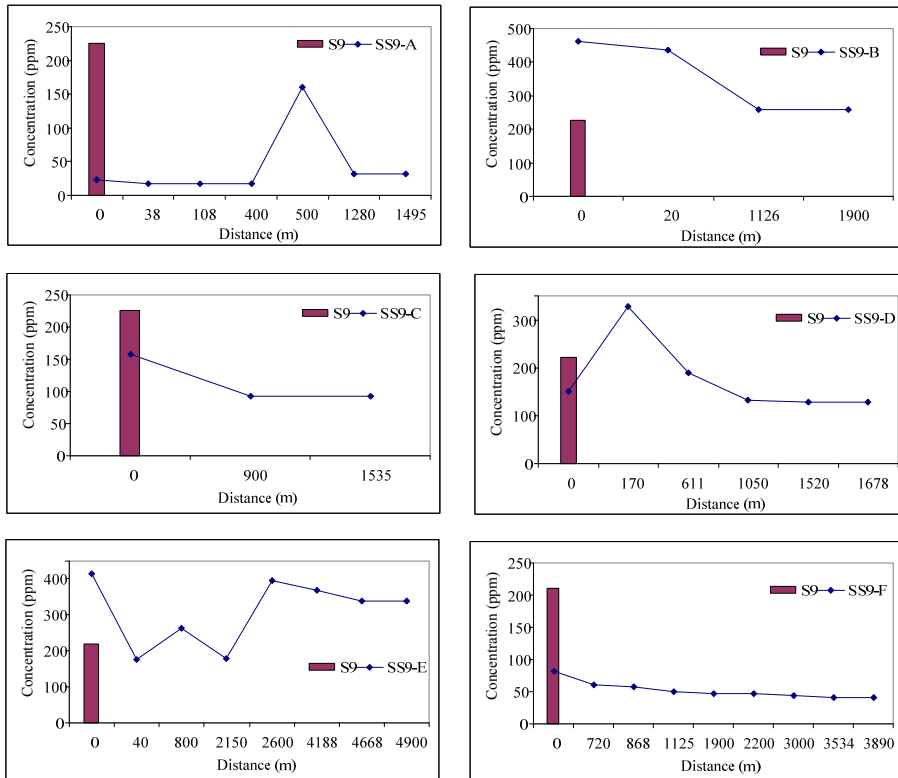 250
200
150
100
50
0
Concentration (ppm)
S9 SS9-A
0 38 108 400 500 1280 1495
Distance (m)
500
400
300
200
100
0
Concentration (ppm)
S9 SS9-B
0 20 1126 1900
Distance (m)
250
200
150
100
50
0
Concentration (ppm)
S9 SS9-C
0 900 1535
Distance (m)
300
200
100
0
Concentration (ppm)
S9 SS9-D
0 170 611 1050 1520 1678
Distance (m)
400
300
200
100
0
Concentration (ppm)
S9 SS9-E
0 40 800 2150 2600 4188 4668 4900
Distance (m)
250
200
150
100
50
0
Concentration (ppm)
S9 SS9-F
0 720 868 1125 1900 2200 3000 3534 3890
Distance (m)